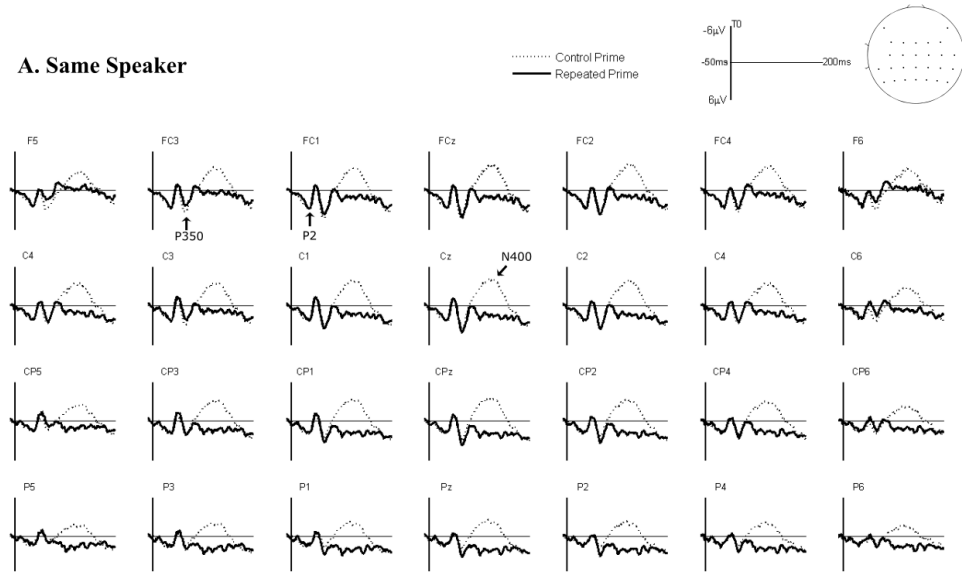 A. Same Speaker
Control Prime
Repeated Prime
-6μV
T0
-50ms
200ms
6μV
F5 FC3 FC1 FCz FC2 FC4 F6
P350 P2
C4 C3 C1 Cz C2 C4 C6
N400
CP5 CP3 CP1 CPz CP2 CP4 CP6
P5 P3 P1 Pz P2 P4 P6